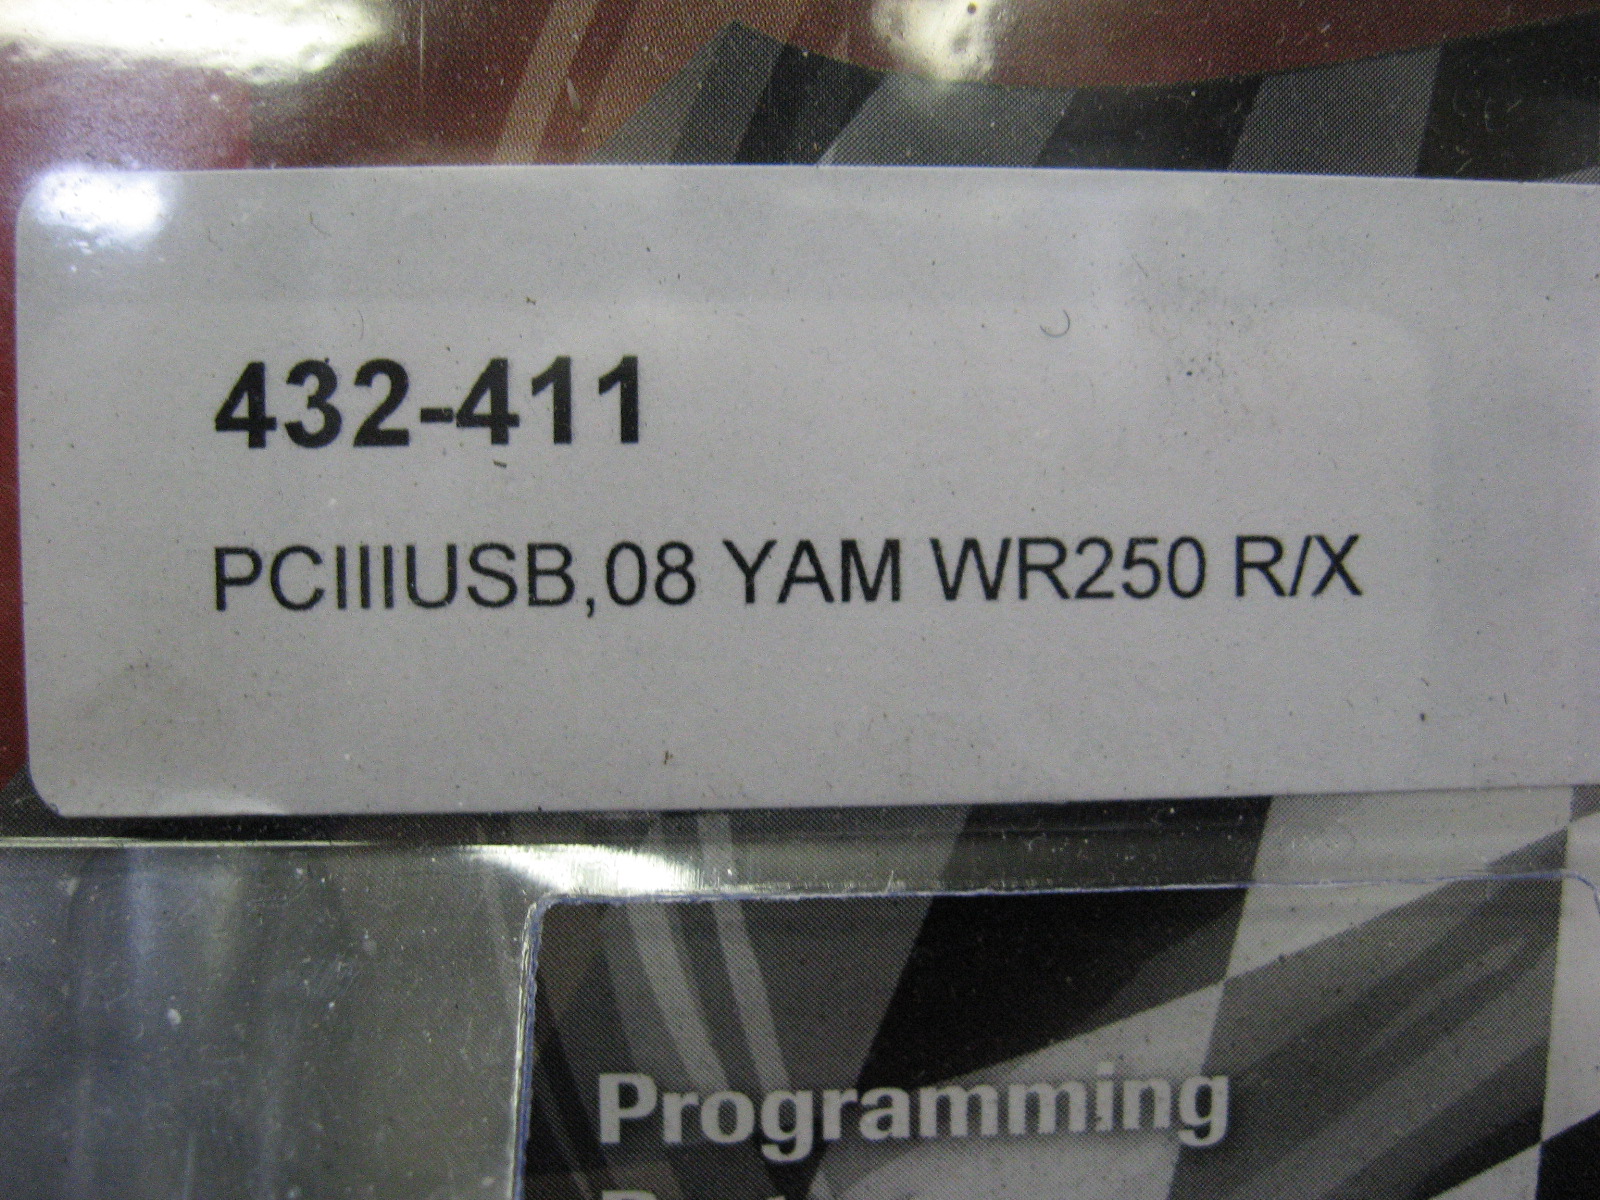 432-411
PCIIIUSB,08 YAM WR250 R/X
Programming